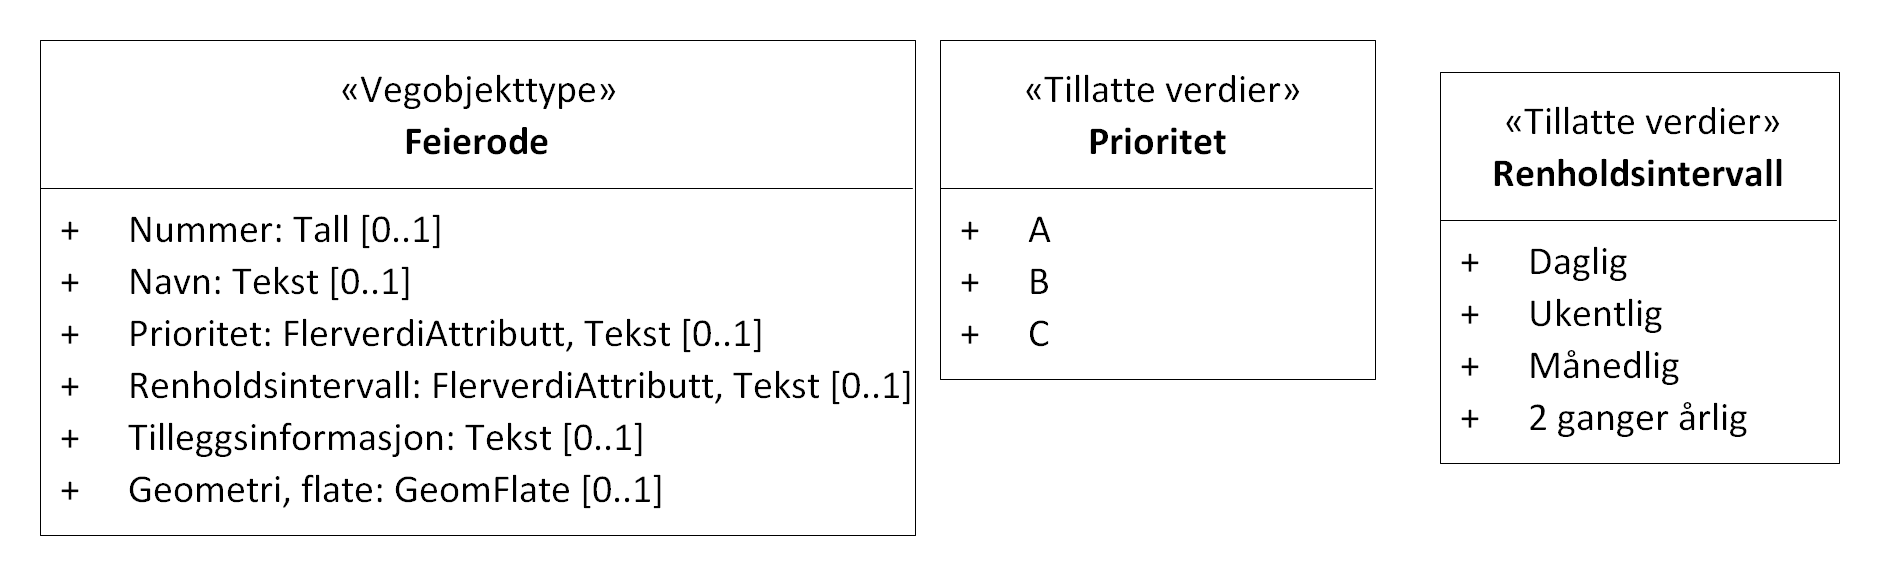 «Vegobjekttype»
Feierode
+ Nummer: Tall [0..1]
+ Navn: Tekst [0..1]
+ Prioritet: FlerverdiAttributt, Tekst [0..1]
+ Renholdsintervall: FlerverdiAttributt, Tekst [0..1]
+ Tilleggsinformasjon: Tekst [0..1]
+ Geometri, flate: GeomFlate [0..1]
«Tillatte verdier»
Prioritet
+ A
+ B
+ C
«Tillatte verdier»
Renholdsintervall
+ Daglig
+ Ukentlig
+ Månedlig
+ 2 ganger årlig